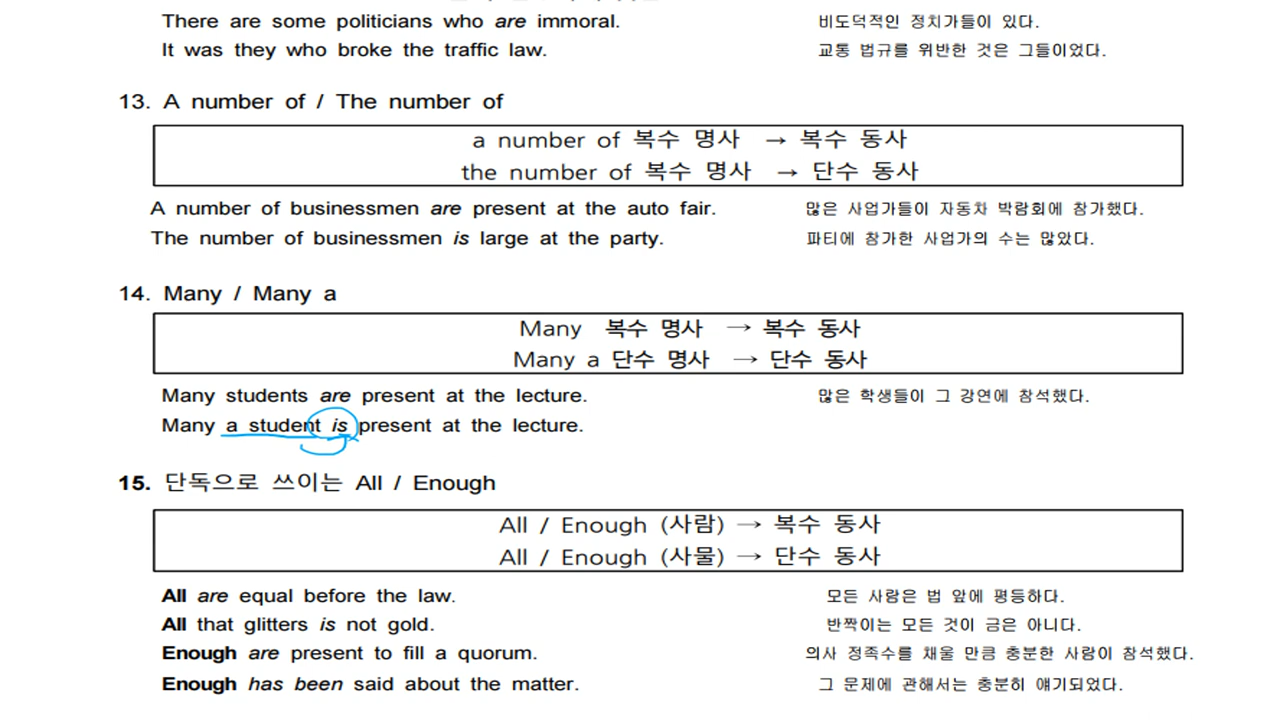 There are some politicians who are immoral. 비도덕적인 정치가들이 있다.
It was they who broke the traffic law. 교통 법규를 위반한 것은 그들이었다.
13. A number of / The number of
a number of 복수 명사 → 복수 동사
the number of 복수 명사 → 단수 동사
A number of businessmen are present at the auto fair. 많은 사업가들이 자동차 박람회에 참가했다.
The number of businessmen is large at the party. 파티에 참가한 사업가의 수는 많았다.
14. Many / Many a
Many 복수 명사 → 복수 동사
Many a 단수 명사 → 단수 동사
Many students are present at the lecture. 많은 학생들이 그 강연에 참석했다.
Many a student is present at the lecture.
15. 단독으로 쓰이는 All / Enough
All / Enough (사람) → 복수 동사
All / Enough (사물) → 단수 동사
All are equal before the law. 모든 사람은 법 앞에 평등하다.
All that glitters is not gold. 반짝이는 모든 것이 금은 아니다.
Enough are present to fill a quorum. 의사 정족수를 채울 만큼 충분한 사람이 참석했다.
Enough has been said about the matter. 그 문제에 관해서는 충분히 얘기되었다.